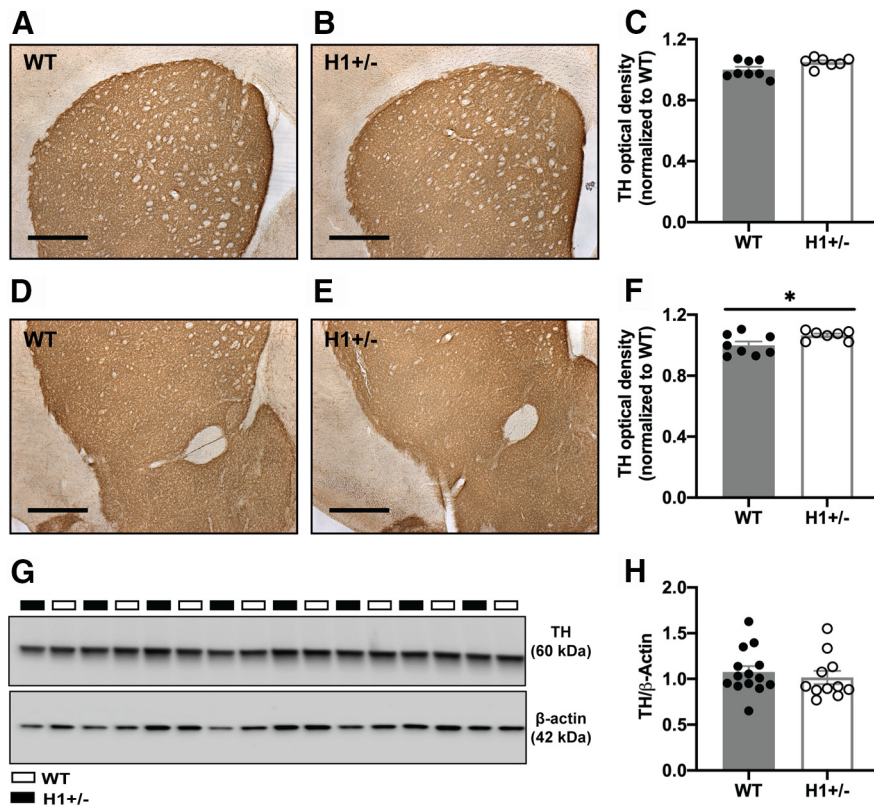 A
WT
B
H1+/-
C
TH optical density
(normalized to WT)
1.2
0.8
0.4
0.0
WT
H1+/-
D
WT
E
H1+/-
F
TH optical density
(normalized to WT)
1.2
0.8
0.4
0.0
*
WT
H1+/-
G
TH
(60 kDa)
β-actin
(42 kDa)
WT
H1+/-
H
TH/β-Actin
2.0
1.5
1.0
0.5
0.0
WT
H1+/-